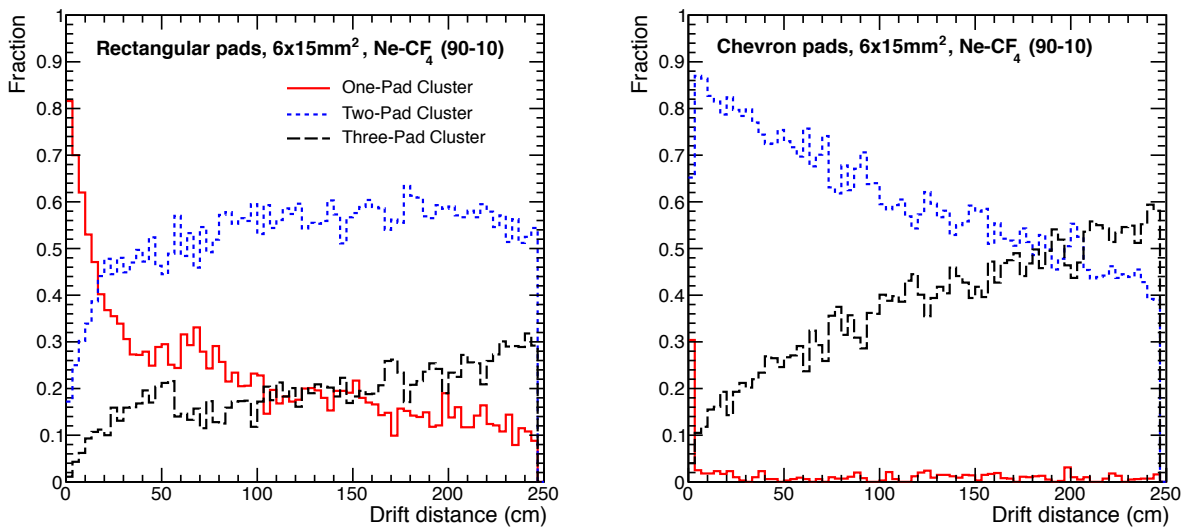 Fraction
1
0.9
0.8
0.7
0.6
0.5
0.4
0.3
0.2
0.1
0
Rectangular pads, 6x15mm², Ne-CF₄ (90-10)
One-Pad Cluster
Two-Pad Cluster
Three-Pad Cluster
0 50 100 150 200 250
Drift distance (cm)
Fraction
1
0.9
0.8
0.7
0.6
0.5
0.4
0.3
0.2
0.1
0
Chevron pads, 6x15mm², Ne-CF₄ (90-10)
0 50 100 150 200 250
Drift distance (cm)